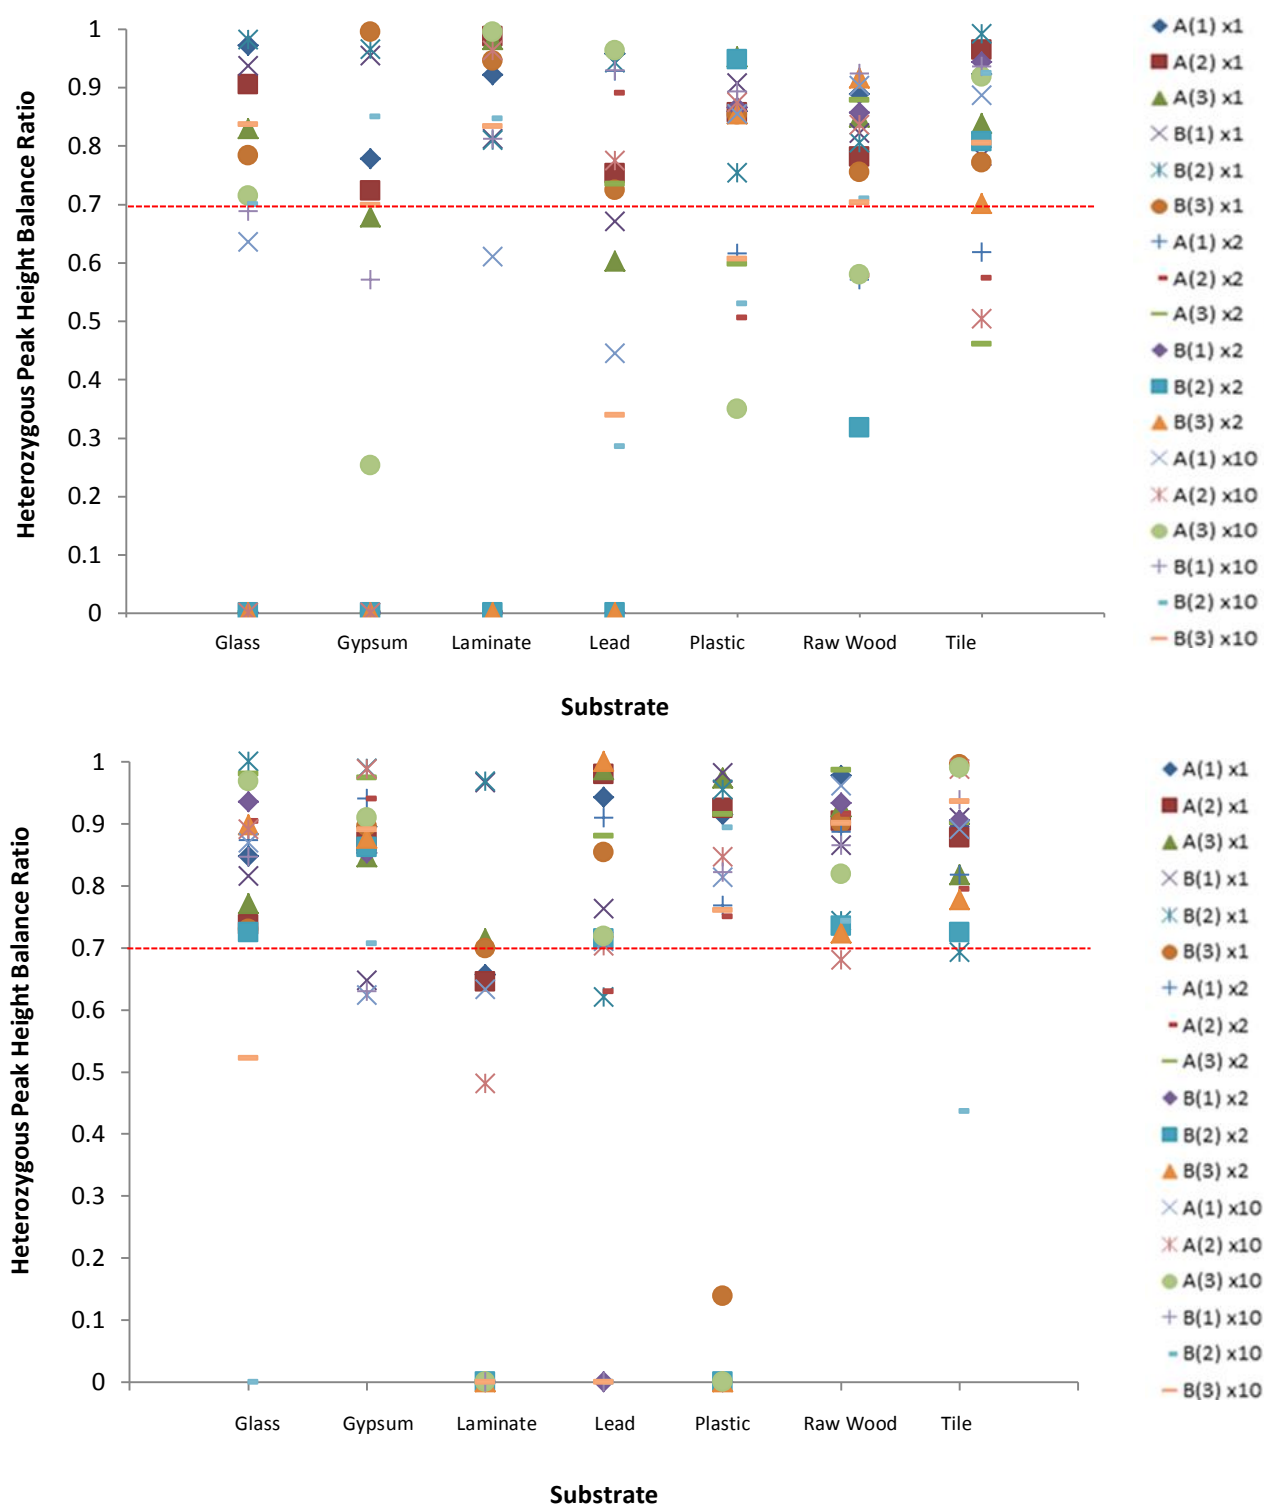 Heterozygous Peak Height Balance Ratio
1
0.9
0.8
0.7
0.6
0.5
0.4
0.3
0.2
0.1
0
Glass Gypsum Laminate Lead Plastic Raw Wood Tile
Substrate
A(1) x1
A(2) x1
A(3) x1
B(1) x1
B(2) x1
B(3) x1
A(1) x2
A(2) x2
A(3) x2
B(1) x2
B(2) x2
B(3) x2
A(1) x10
A(2) x10
A(3) x10
B(1) x10
B(2) x10
B(3) x10
Heterozygous Peak Height Balance Ratio
1
0.9
0.8
0.7
0.6
0.5
0.4
0.3
0.2
0.1
0
Glass Gypsum Laminate Lead Plastic Raw Wood Tile
Substrate
A(1) x1
A(2) x1
A(3) x1
B(1) x1
B(2) x1
B(3) x1
A(1) x2
A(2) x2
A(3) x2
B(1) x2
B(2) x2
B(3) x2
A(1) x10
A(2) x10
A(3) x10
B(1) x10
B(2) x10
B(3) x10